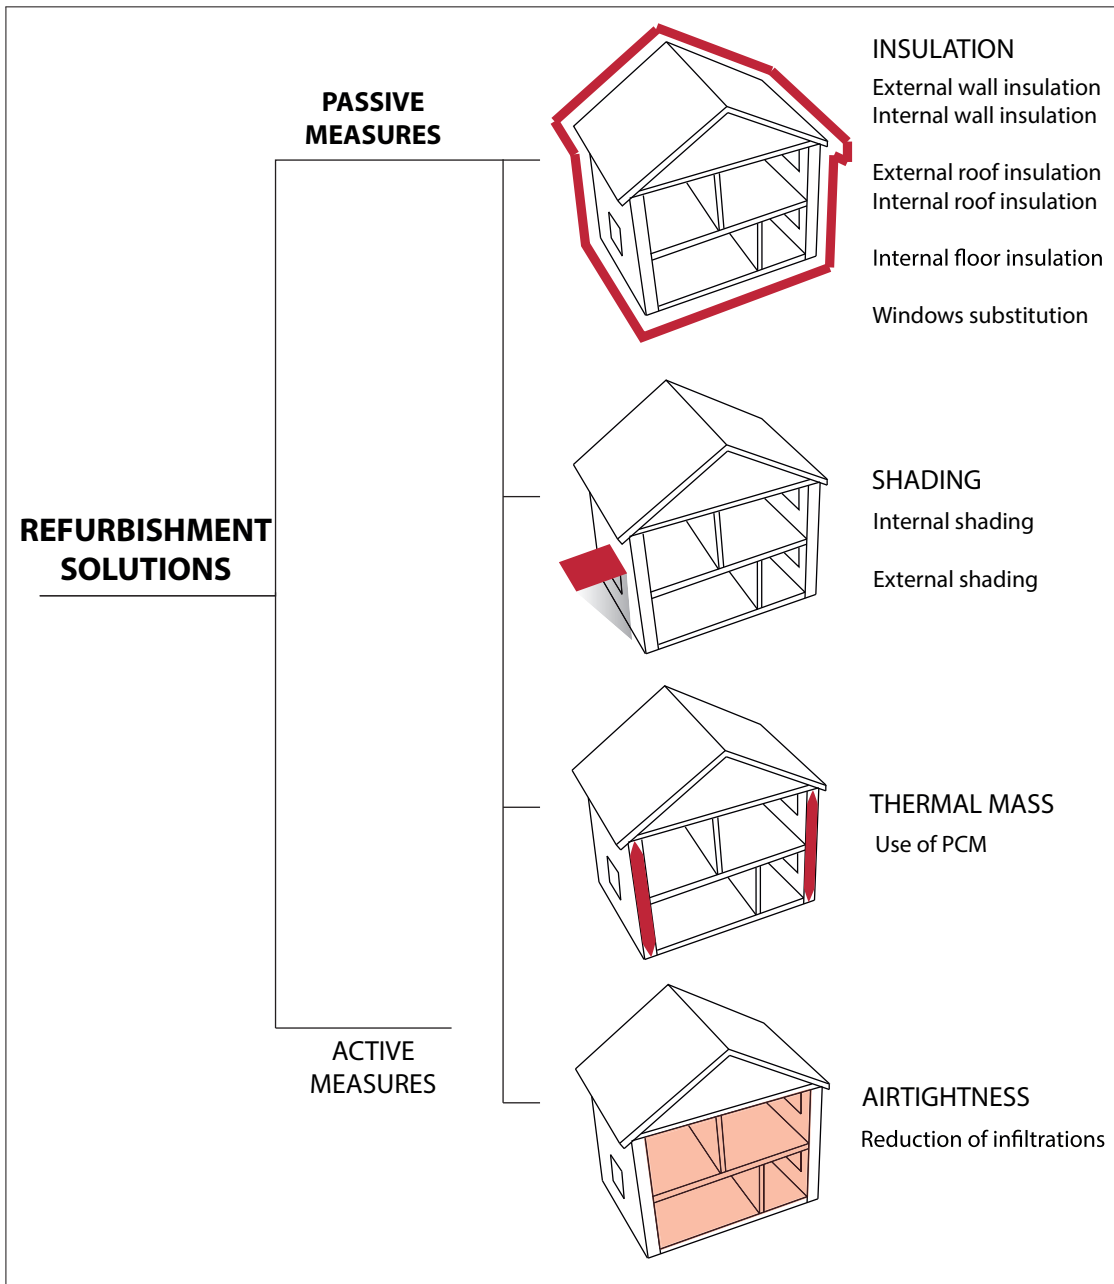 REFURBISHMENT
SOLUTIONS
PASSIVE
MEASURES
INSULATION
External wall insulation
Internal wall insulation
External roof insulation
Internal roof insulation
Internal floor insulation
Windows substitution
SHADING
Internal shading
External shading
THERMAL MASS
Use of PCM
AIRTIGHTNESS
Reduction of infiltrations
ACTIVE
MEASURES